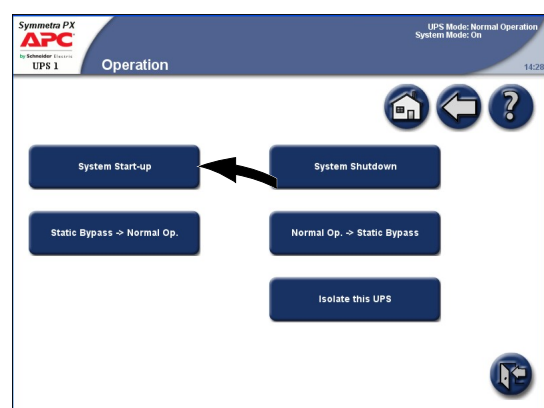 Symmetra PX
APC
by Schneider Electric
UPS 1
Operation
UPS Mode: Normal Operation
System Mode: On
14:28
System Start-up
System Shutdown
Static Bypass -> Normal Op.
Normal Op. -> Static Bypass
Isolate this UPS